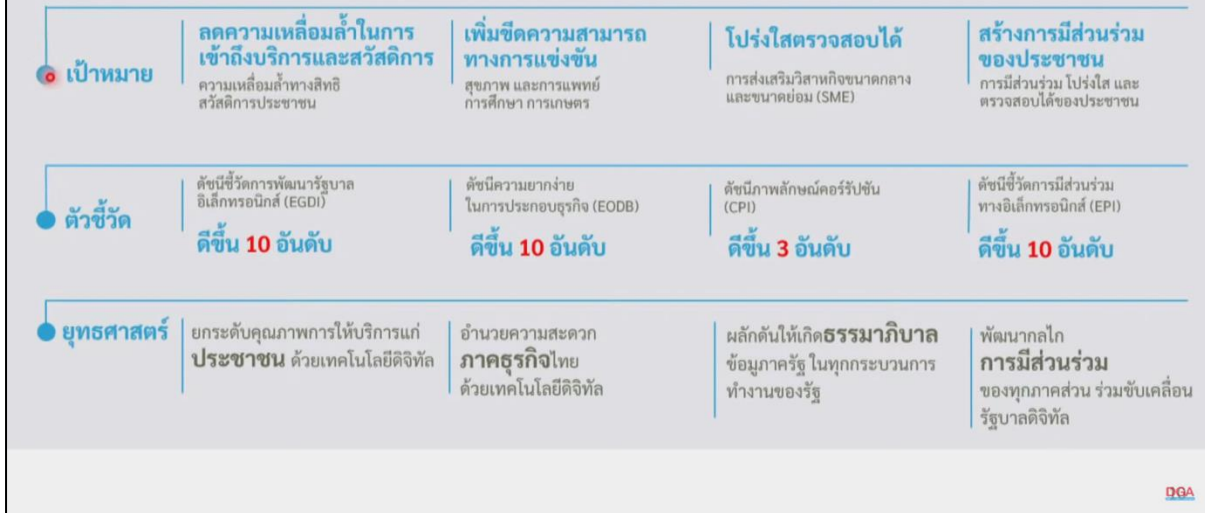 เป้าหมาย
ลดความเหลื่อมล้ำในการ
เข้าถึงบริการและสวัสดิการ
ความเหลื่อมล้ำทางสิทธิ
สวัสดิการประชาชน
เพิ่มขีดความสามารถ
ทางการแข่งขัน
สุขภาพ และการแพทย์
การศึกษา การเกษตร
โปร่งใสตรวจสอบได้
การส่งเสริมวิสาหกิจขนาดกลาง
และขนาดย่อม (SME)
สร้างการมีส่วนร่วม
ของประชาชน
การมีส่วนร่วม โปร่งใส และ
ตรวจสอบได้ของประชาชน
ตัวชี้วัด
ดัชนีชี้วัดการพัฒนารัฐบาล
อิเล็กทรอนิกส์ (EGDI)
ดีขึ้น 10 อันดับ
ดัชนีความยากง่าย
ในการประกอบธุรกิจ (EODB)
ดีขึ้น 10 อันดับ
ดัชนีภาพลักษณ์คอร์รัปชัน
(CPI)
ดีขึ้น 3 อันดับ
ดัชนีชี้วัดการมีส่วนร่วม
ทางอิเล็กทรอนิกส์ (EPI)
ดีขึ้น 10 อันดับ
ยุทธศาสตร์
ยกระดับคุณภาพการให้บริการแก่
ประชาชน ด้วยเทคโนโลยีดิจิทัล
อำนวยความสะดวก
ภาคธุรกิจไทย
ด้วยเทคโนโลยีดิจิทัล
ผลักดันให้เกิดธรรมาภิบาล
ข้อมูลภาครัฐ ในทุกกระบวนการ
ทำงานของรัฐ
พัฒนากลไก
การมีส่วนร่วม
ของทุกภาคส่วน ร่วมขับเคลื่อน
รัฐบาลดิจิทัล
DGA